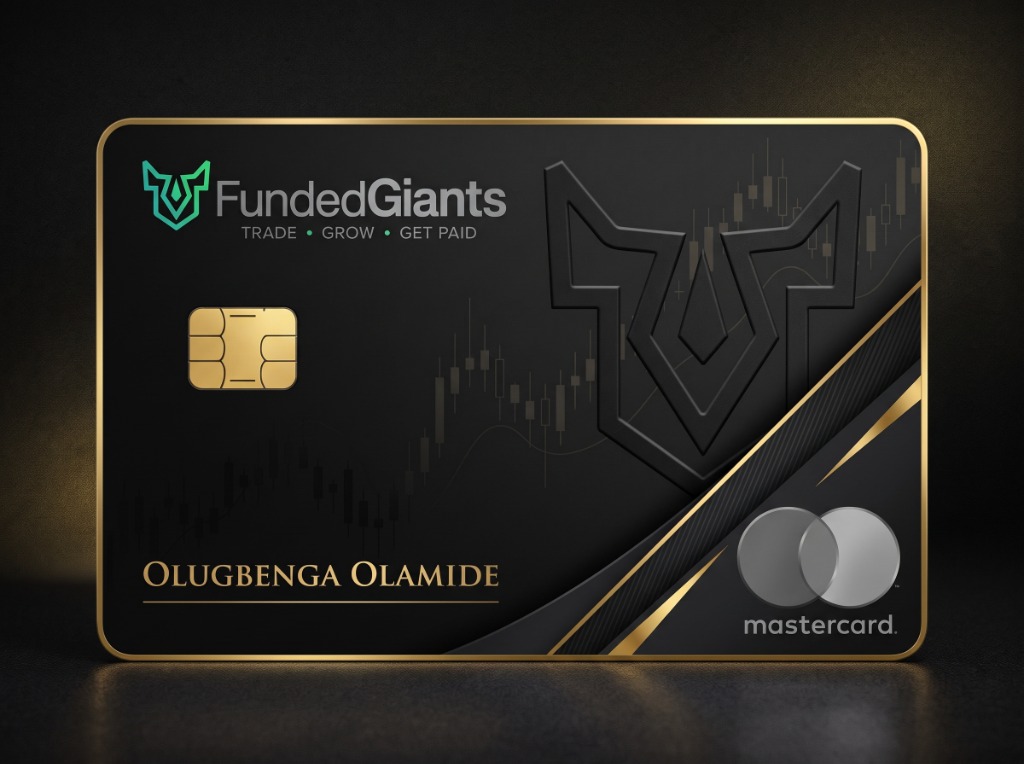 FundedGiants
TRADE • GROW • GET PAID
OLUGBENGA OLAMIDE
mastercard.